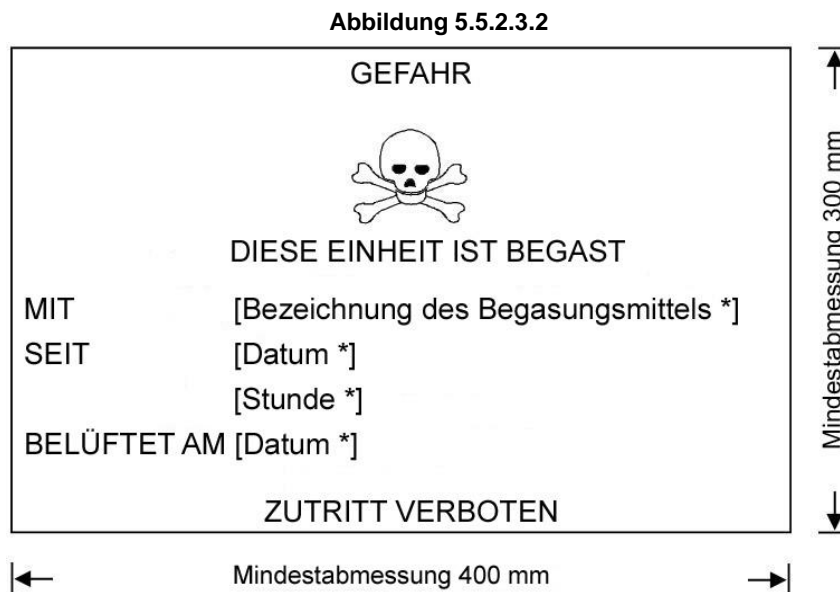 Abbildung 5.5.2.3.2
GEFAHR
DIESE EINHEIT IST BEGAST
MIT [Bezeichnung des Begasungsmittels *]
SEIT [Datum *]
[Stunde *]
BELÜFTET AM [Datum *]
ZUTRITT VERBOTEN
Mindestabmessung 300 mm
Mindestabmessung 400 mm